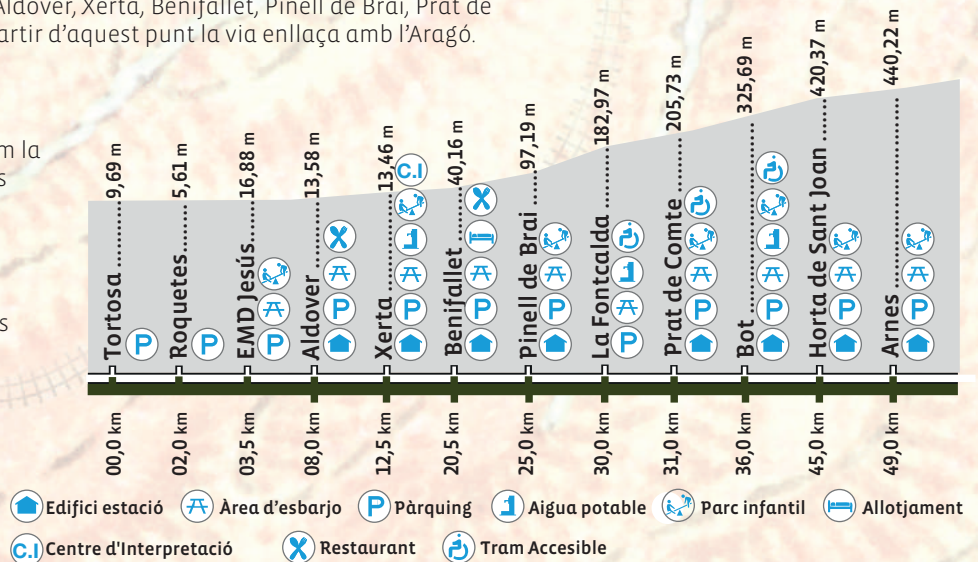 Aldover, Xerta, Benifallet, Pinell de Brai, Prat de
artir d'aquest punt la via enllaça amb l'Aragó.
m la
s
s
9,69 m
5,61 m
16,88 m
13,58 m
13,46 m
40,16 m
97,19 m
182,97 m
205,73 m
325,69 m
420,37 m
440,22 m
Tortosa
P
Roquetes
P
EMD Jesús
P
Aldover
P
Xerta
C.I
P
Benifallet
P
Pinell de Brai
P
La Fontcalda
P
Prat de Comte
P
Bot
P
Horta de Sant Joan
P
Arnes
P
00,0 km
02,0 km
03,5 km
08,0 km
12,5 km
20,5 km
25,0 km
30,0 km
31,0 km
36,0 km
45,0 km
49,0 km
Edifici estació
Àrea d'esbarjo
P Pàrquing
Aigua potable
Parc infantil
Allotjament
C.I Centre d'Interpretació
Restaurant
Tram Accesible